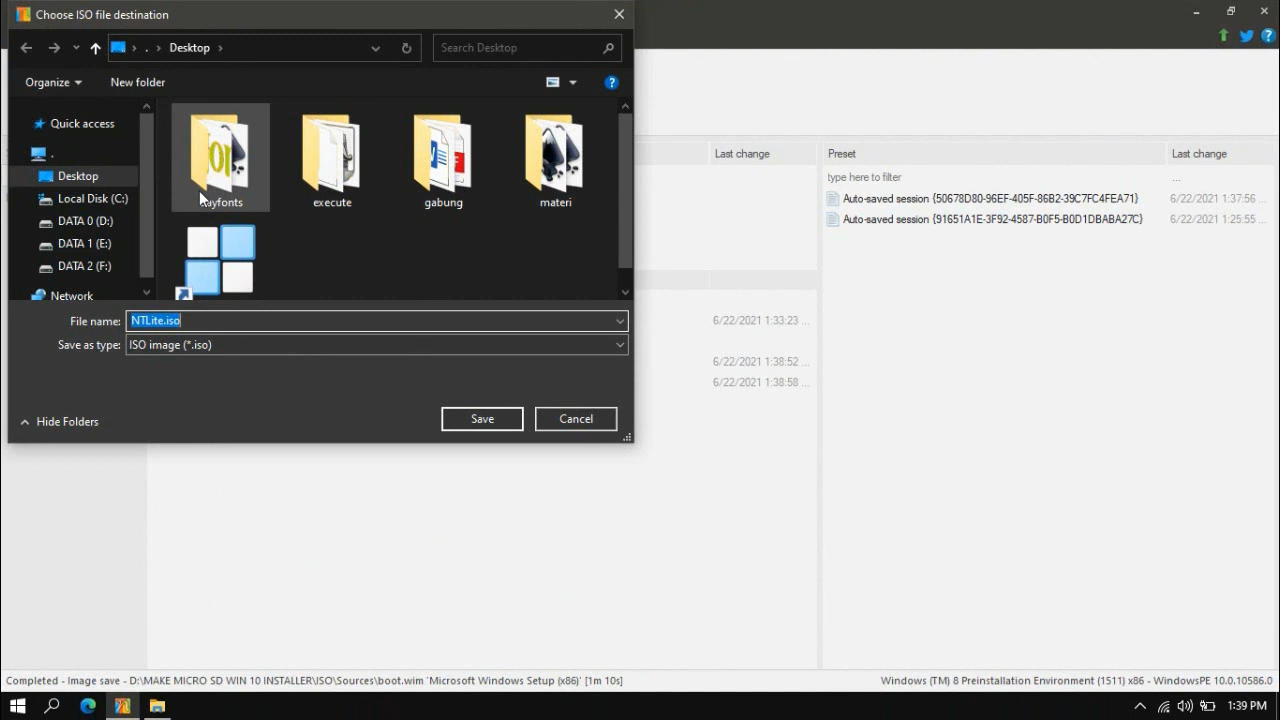 Choose ISO file destination
. Desktop
Search Desktop
Organize
New folder
Quick access
.
Desktop
Local Disk (C:)
DATA 0 (D:)
DATA 1 (E:)
DATA 2 (F:)
Network
execute
gabung
materi
File name: NTLite.iso
Save as type: ISO image (*.iso)
Hide Folders
Save
Cancel
Last change
6/22/2021 1:33:23 ...
6/22/2021 1:38:52 ...
6/22/2021 1:38:58 ...
Preset
Last change
type here to filter
...
Auto-saved session {50678D80-96EF-405F-86B2-39C7FC4FEA71}
6/22/2021 1:37:56 ...
Auto-saved session {91651A1E-3F92-4587-B0F5-B0D1DBABA27C}
6/22/2021 1:25:55 ...
Completed - Image save - D:\MAKE MICRO SD WIN 10 INSTALLER\ISO\Sources\boot.wim 'Microsoft Windows Setup (x86)' [1m 10s]
Windows (TM) 8 Preinstallation Environment (1511) x86 - WindowsPE 10.0.10586.0
1:39 PM